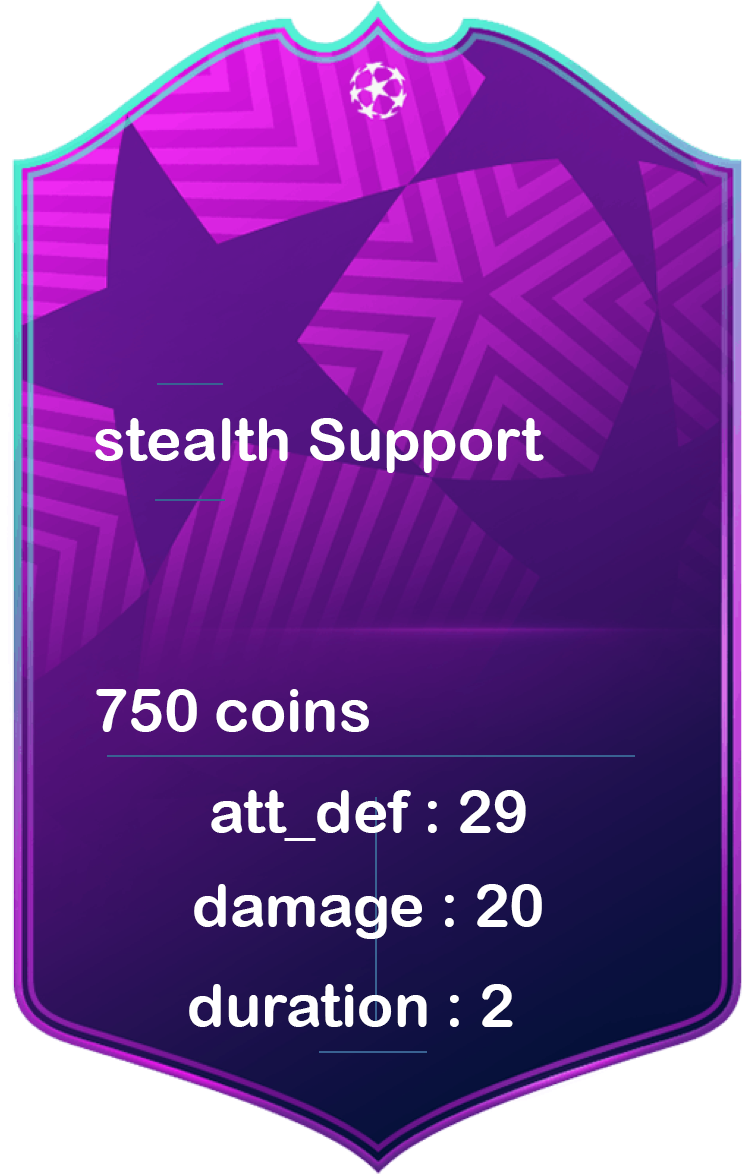 stealth Support
750 coins
att_def : 29
damage : 20
duration : 2